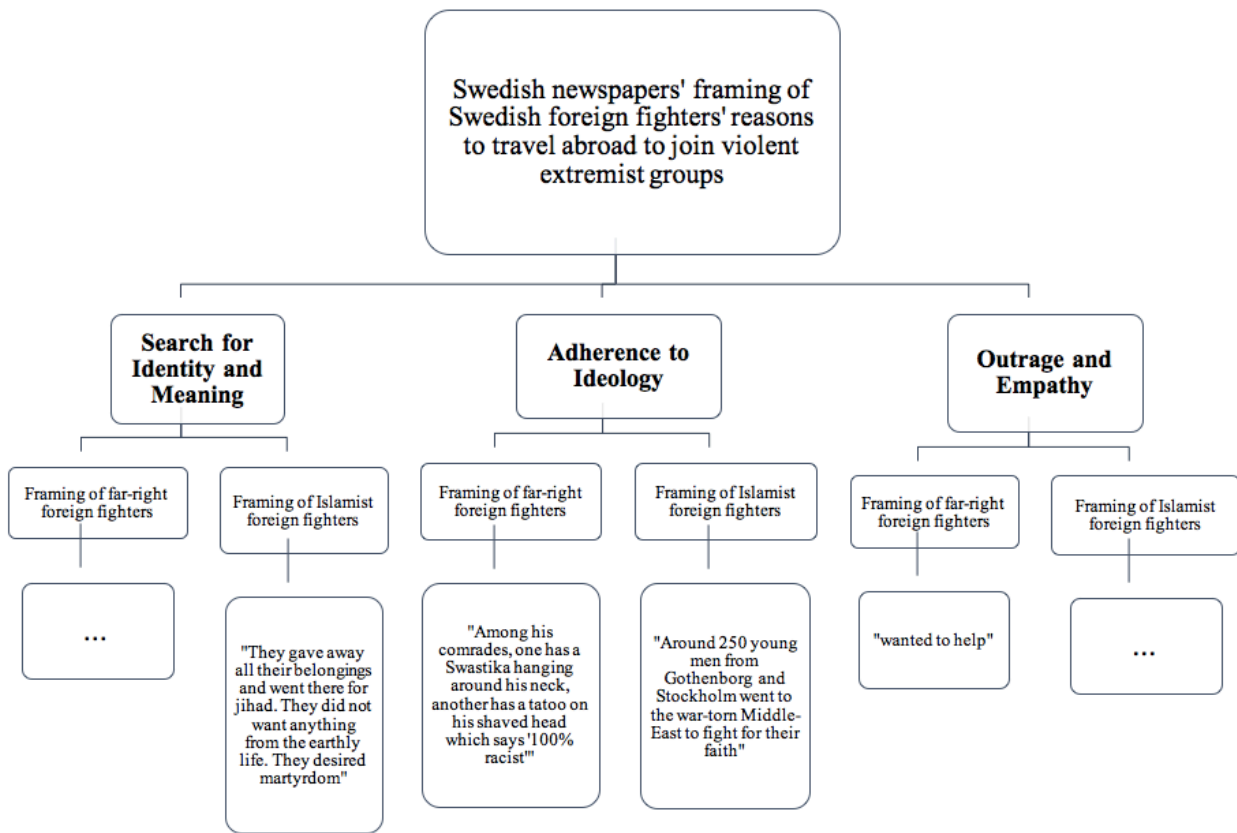 Swedish newspapers' framing of
Swedish foreign fighters' reasons
to travel abroad to join violent
extremist groups
Search for
Identity and
Meaning
Adherence to
Ideology
Outrage and
Empathy
Framing of far-right
foreign fighters
Framing of Islamist
foreign fighters
Framing of far-right
foreign fighters
Framing of Islamist
foreign fighters
Framing of far-right
foreign fighters
Framing of Islamist
foreign fighters
...
"They gave away
all their belongings
and went there for
jihad. They did not
want anything
from the earthly
life. They desired
martyrdom"
"Among his
comrades, one has a
Swastika hanging
around his neck,
another has a tatoo on
his shaved head
which says '100%
racist'"
"Around 250 young
men from
Gothenborg and
Stockholm went to
the war-torn Middle-
East to fight for their
faith"
"wanted to help"
...